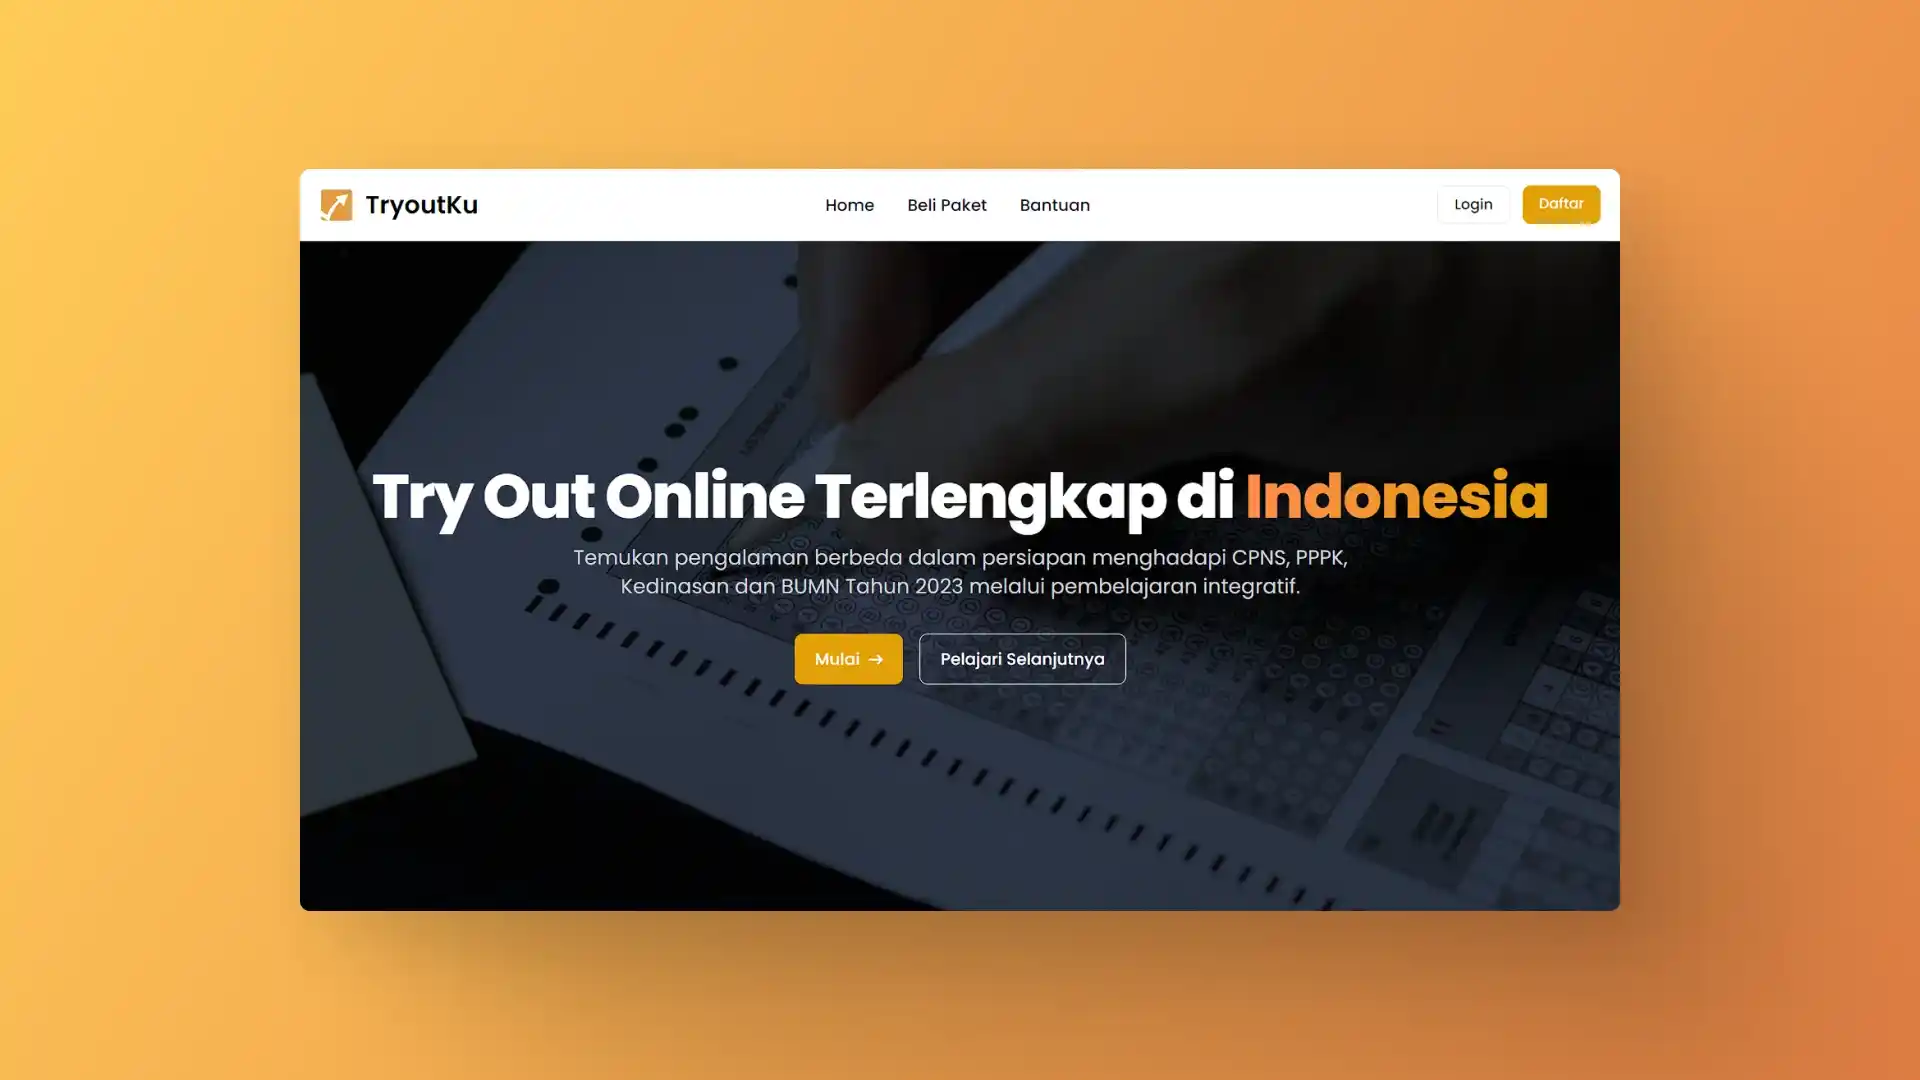 TryoutKu
Home
Beli Paket
Bantuan
Login
Daftar
Try Out Online Terlengkap di Indonesia
Temukan pengalaman berbeda dalam persiapan menghadapi CPNS, PPPK,
Kedinasan dan BUMN Tahun 2023 melalui pembelajaran integratif.
Mulai →
Pelajari Selanjutnya